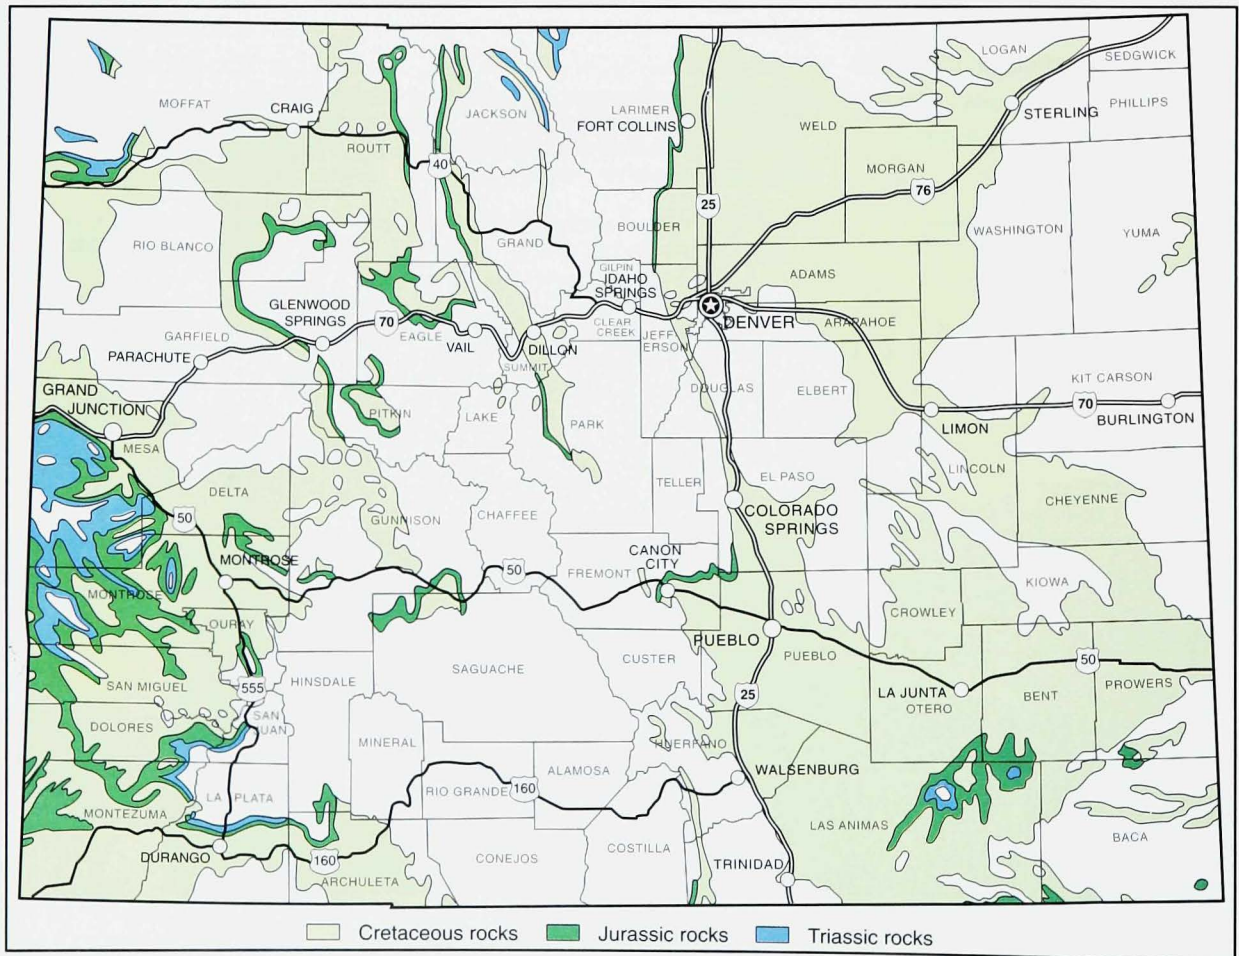 LOGAN
SEDGWICK
MOFFAT
CRAIG
JACKSON
LARIMER
FORT COLLINS
WELD
STERLING
PHILLIPS
ROUTT
40
MORGAN
76
25
RIO BLANCO
GRAND
BOULDER
WASHINGTON
YUMA
GILPIN
IDAHO
SPRINGS
ADAMS
GLENWOOD
SPRINGS
70
GARFIELD
EAGLE
VAIL
DILLON
CLEAR
CREEK
JEFF
ERSON
DENVER
ARAPAHOE
PARACHUTE
SUMMIT
GRAND
JUNCTION
PITKIN
LAKE
PARK
DOUGLAS
ELBERT
KIT CARSON
70
BURLINGTON
LIMON
MESA
DELTA
50
GUNNISON
CHAFFEE
TELLER
EL PASO
COLORADO
SPRINGS
LINCOLN
CHEYENNE
MONTROSE
50
CANON
CITY
FREMONT
KIOWA
MONTROSE
OURAY
CROWLEY
PUEBLO
PUEBLO
50
SAN MIGUEL
555
HINSDALE
SAGUACHE
CUSTER
25
LA JUNTA
OTERO
BENT
PROWERS
DOLORES
SAN
JUAN
MINERAL
HUERFANO
WALSENBURG
ALAMOSA
RIO GRANDE
160
LA PLATA
MONTEZUMA
LAS ANIMAS
BACA
DURANGO
160
ARCHULETA
CONEJOS
COSTILLA
TRINIDAD
Cretaceous rocks
Jurassic rocks
Triassic rocks